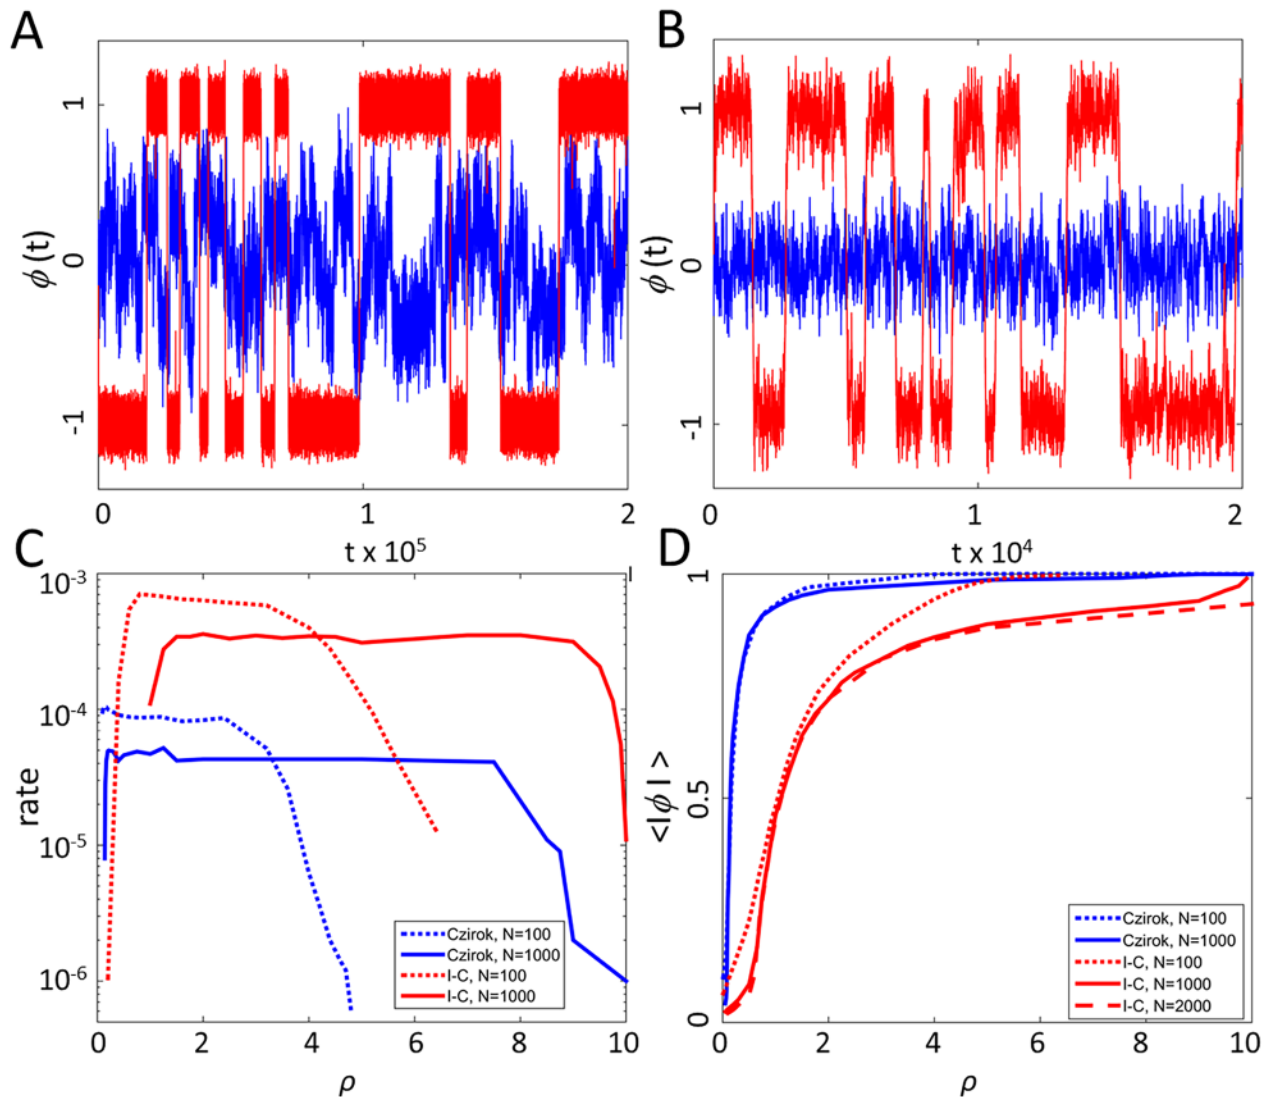 A
1
0
-1
ϕ (t)
0
1
2
t x 10⁵
B
1
0
-1
ϕ (t)
0
1
2
t x 10⁴
C
10⁻³
10⁻⁴
10⁻⁵
10⁻⁶
rate
Czirok, N=100
Czirok, N=1000
I-C, N=100
I-C, N=1000
0 2 4 6 8 10
ρ
D
1
0.5
0
<IϕI>
Czirok, N=100
Czirok, N=1000
I-C, N=100
I-C, N=1000
I-C, N=2000
0 2 4 6 8 10
ρ